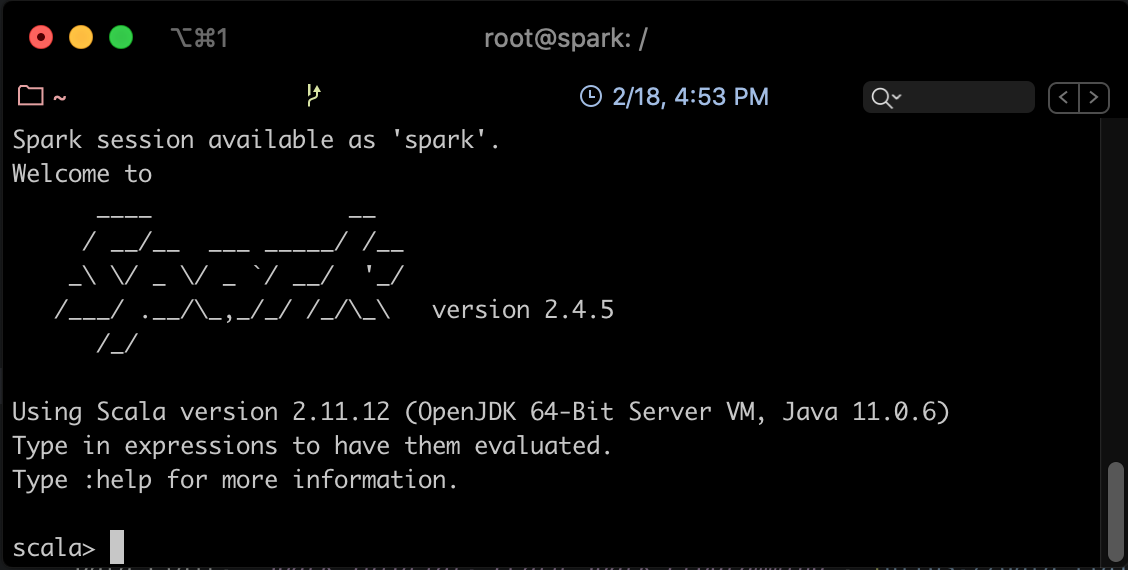 ⌥⌘1
root@spark: /
~
2/18, 4:53 PM
Spark session available as 'spark'.
Welcome to
      ____              __
     / __/__  ___ _____/ /__
    _\ \/ _ \/ _ `/ __/  '_/
   /___/ .__/\_,_/_/ /_/\_\   version 2.4.5
      /_/
Using Scala version 2.11.12 (OpenJDK 64-Bit Server VM, Java 11.0.6)
Type in expressions to have them evaluated.
Type :help for more information.
scala>